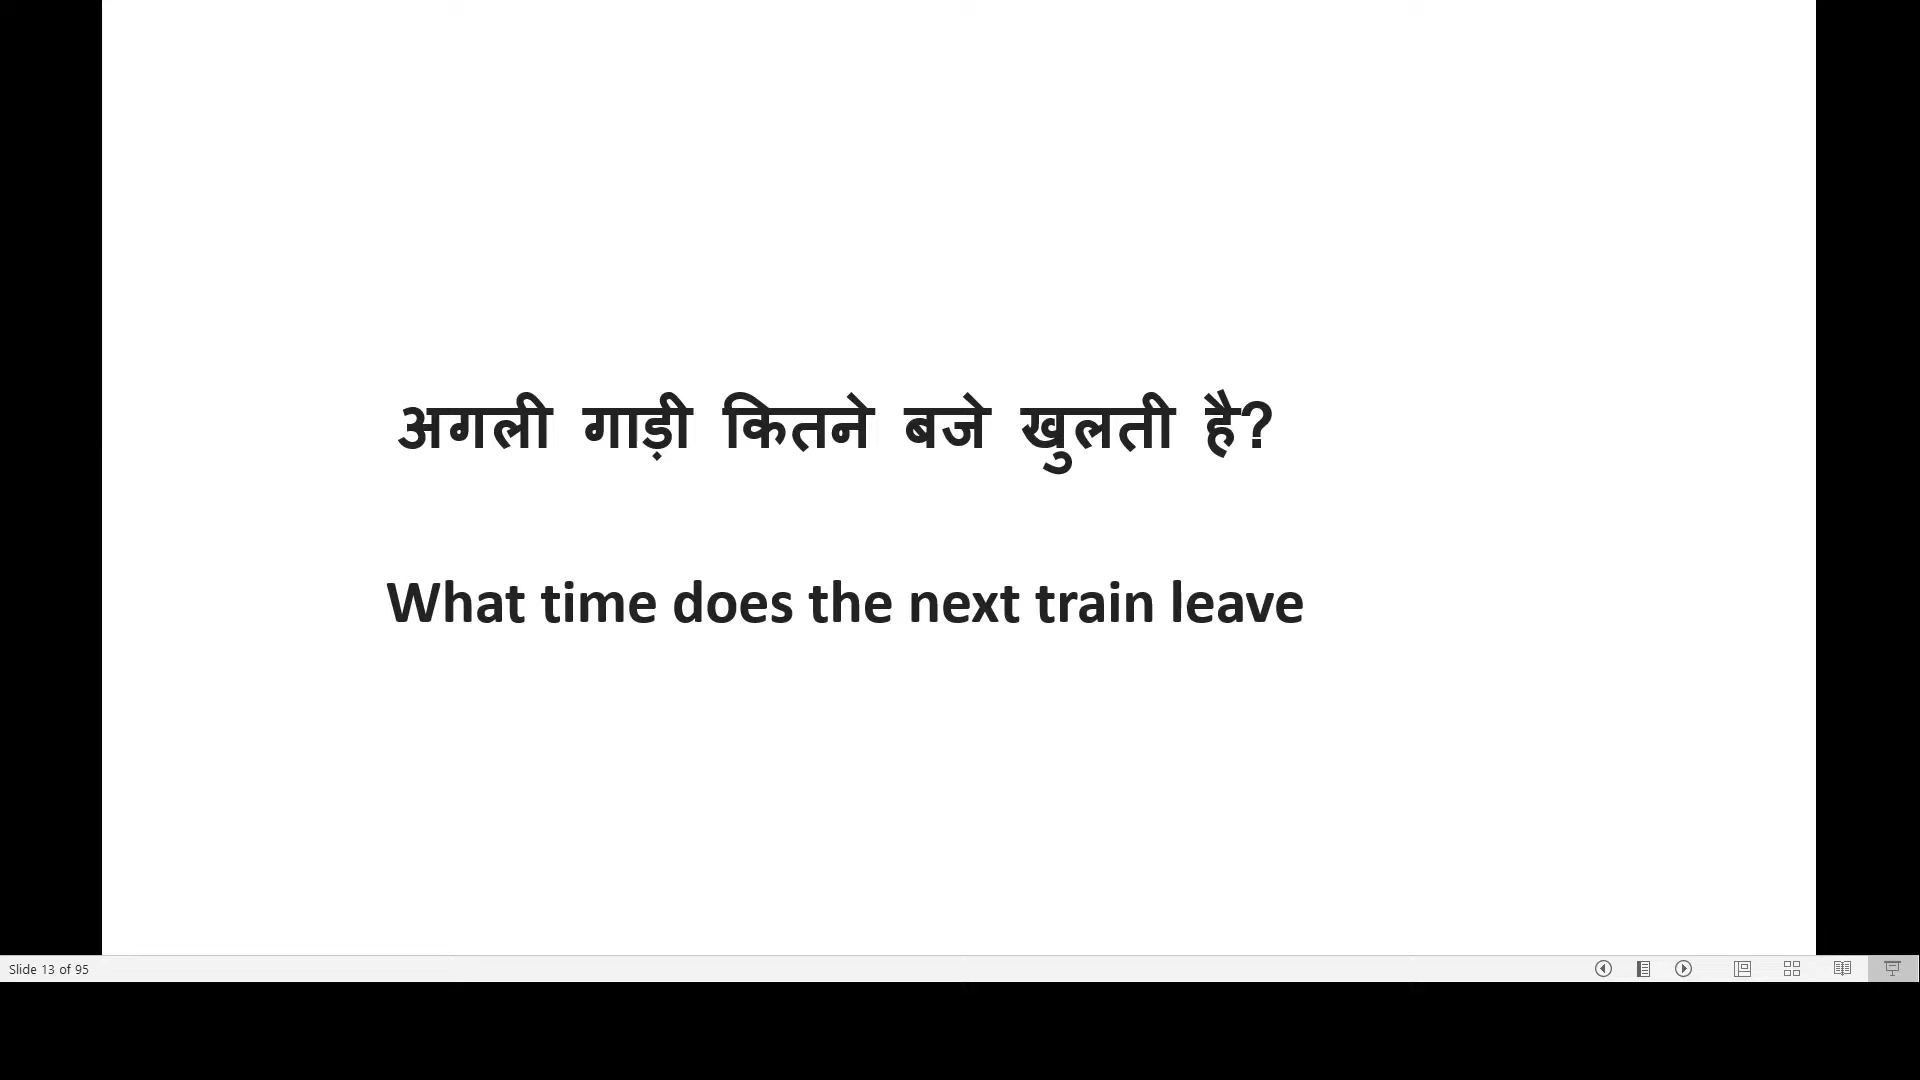 अगली गाड़ी कितने बजे खुलती है?
What time does the next train leave
Slide 13 of 95